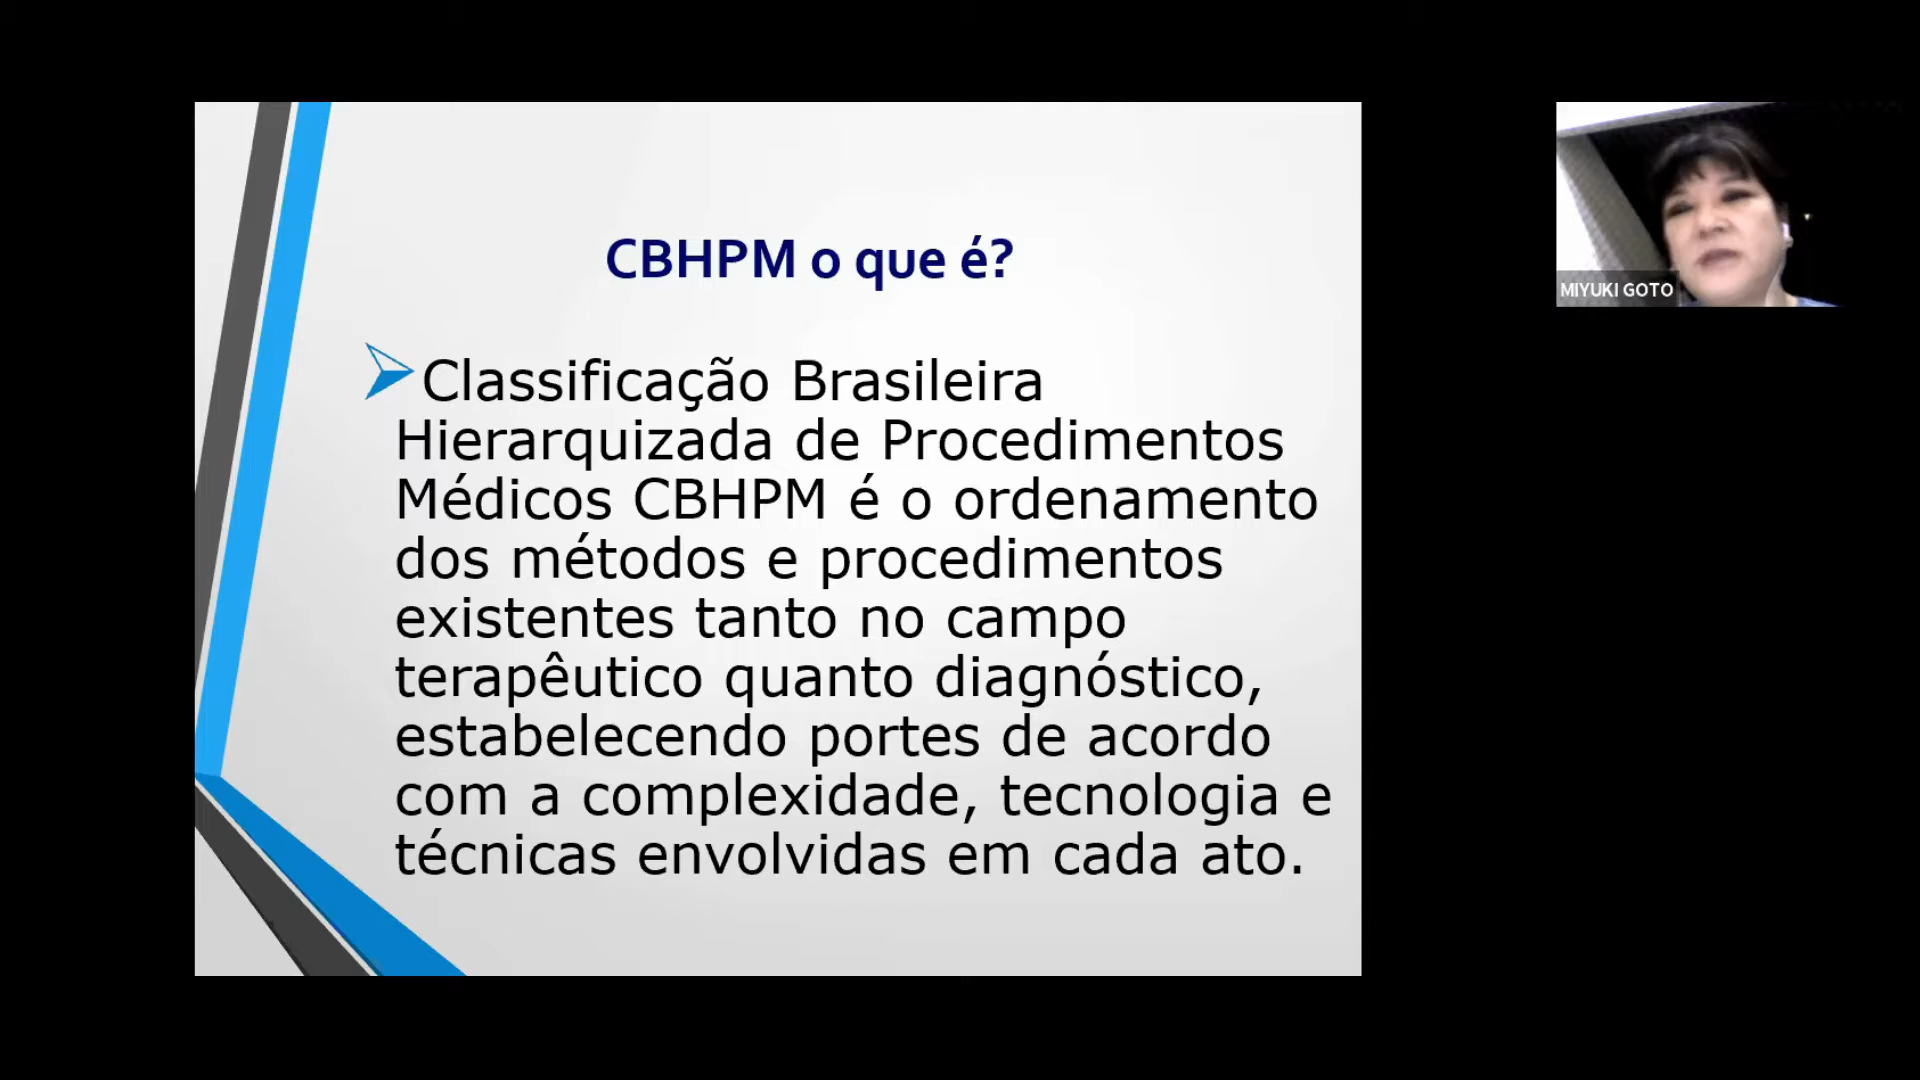 CBHPM o que é?
Classificação Brasileira
Hierarquizada de Procedimentos
Médicos CBHPM é o ordenamento
dos métodos e procedimentos
existentes tanto no campo
terapêutico quanto diagnóstico,
estabelecendo portes de acordo
com a complexidade, tecnologia e
técnicas envolvidas em cada ato.
MIYUKI GOTO